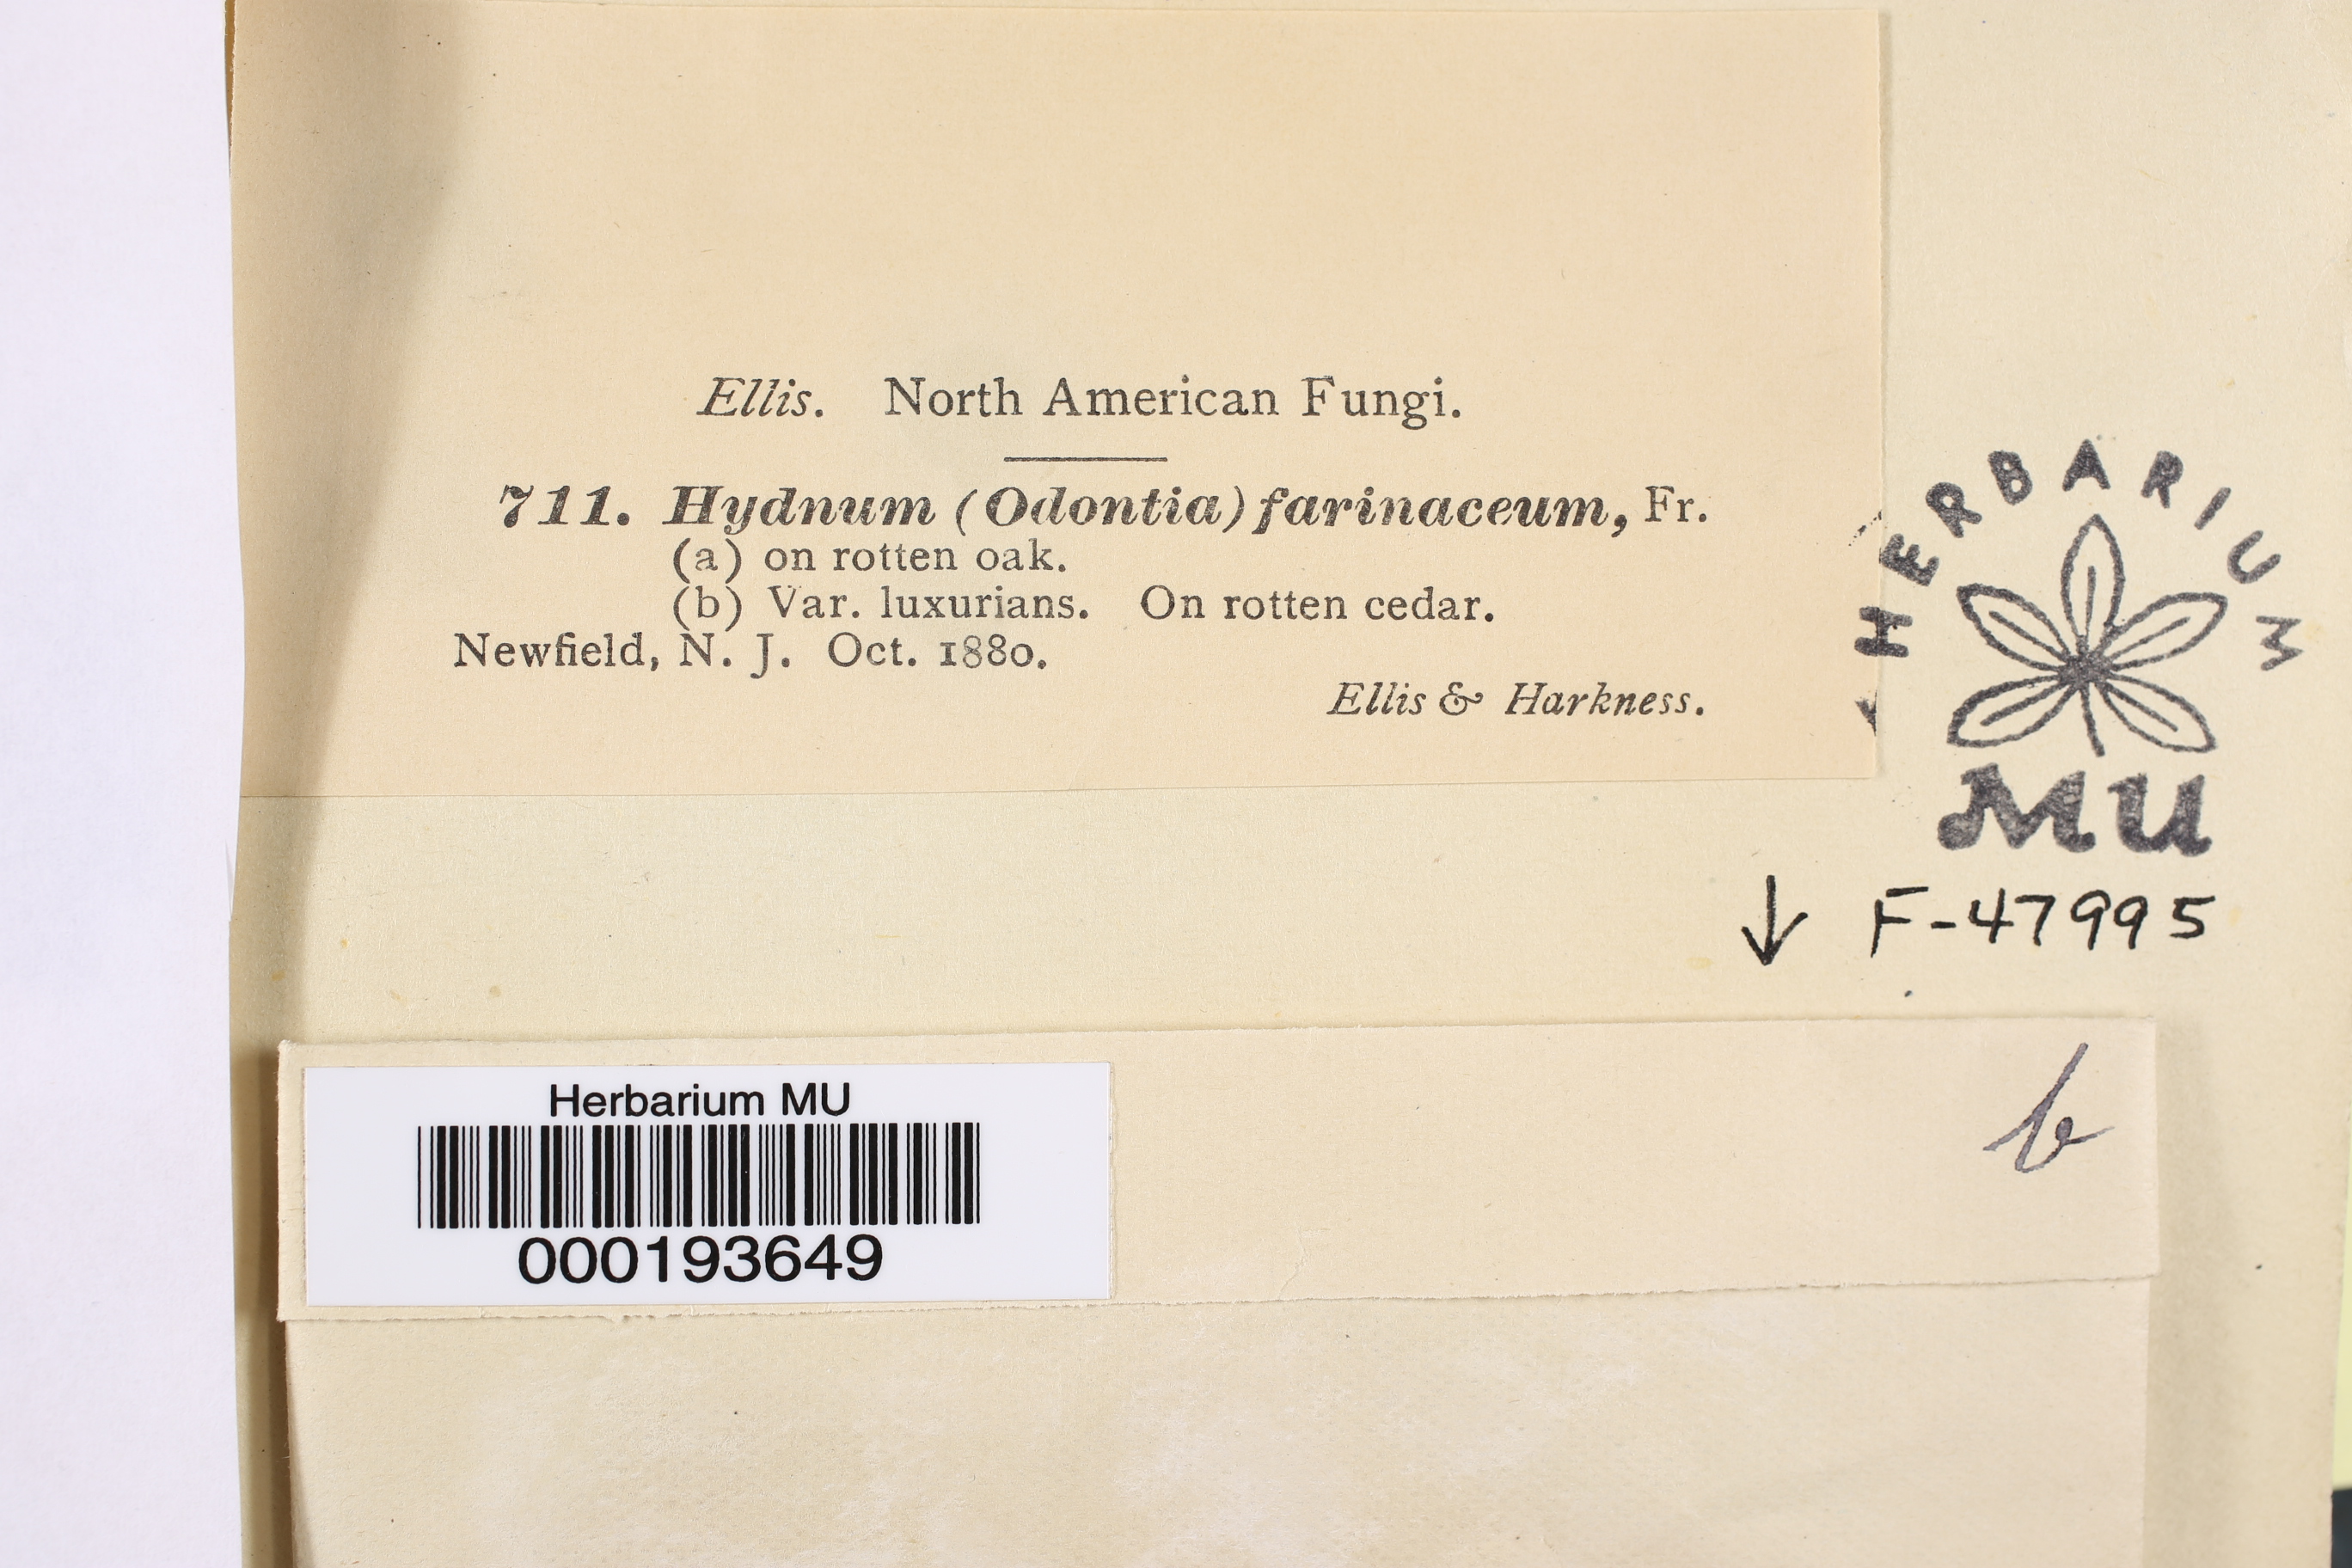 Ellis. North American Fungi.
711. Hydnum (Odontia) farinaceum, Fr.
(a) on rotten oak.
(b) Var. luxurians. On rotten cedar.
Newfield, N. J. Oct. 1880.
Ellis & Harkness.
HERBARIUM
MU
↓ F-47995
b
Herbarium MU
000193649